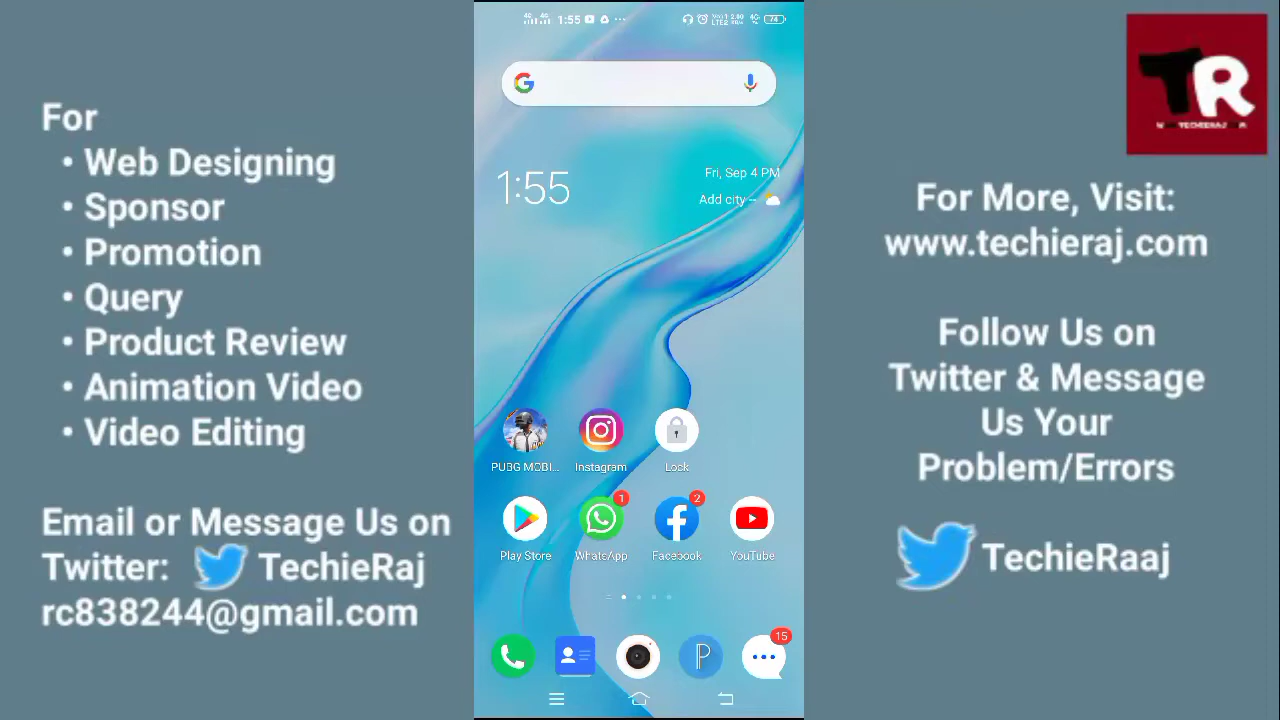 For
• Web Designing
• Sponsor
• Promotion
• Query
• Product Review
• Animation Video
• Video Editing
Email or Message Us on
Twitter: TechieRaj
rc838244@gmail.com
1:55
74
1:55
Fri, Sep 4 PM
Add city --
PUBG MOBI...
Instagram
Lock
1
2
Play Store
WhatsApp
Facebook
YouTube
15
TR
For More, Visit:
www.techieraj.com
Follow Us on
Twitter & Message
Us Your
Problem/Errors
TechieRaaj